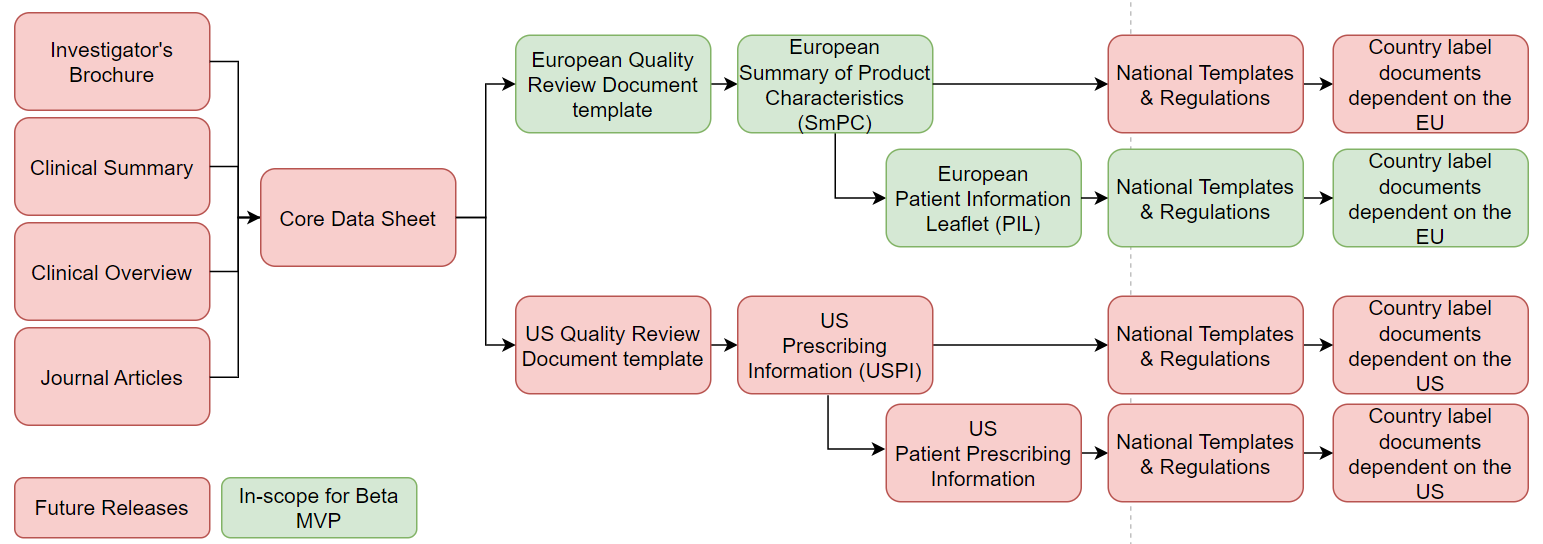 Investigator's
Brochure
Clinical Summary
Clinical Overview
Journal Articles
Core Data Sheet
European Quality
Review Document
template
European
Summary of Product
Characteristics
(SmPC)
National Templates
& Regulations
Country label
documents
dependent on the
EU
European
Patient Information
Leaflet (PIL)
National Templates
& Regulations
Country label
documents
dependent on the
EU
US Quality Review
Document template
US
Prescribing
Information (USPI)
National Templates
& Regulations
Country label
documents
dependent on the
US
US
Patient Prescribing
Information
National Templates
& Regulations
Country label
documents
dependent on the
US
Future Releases
In-scope for Beta
MVP